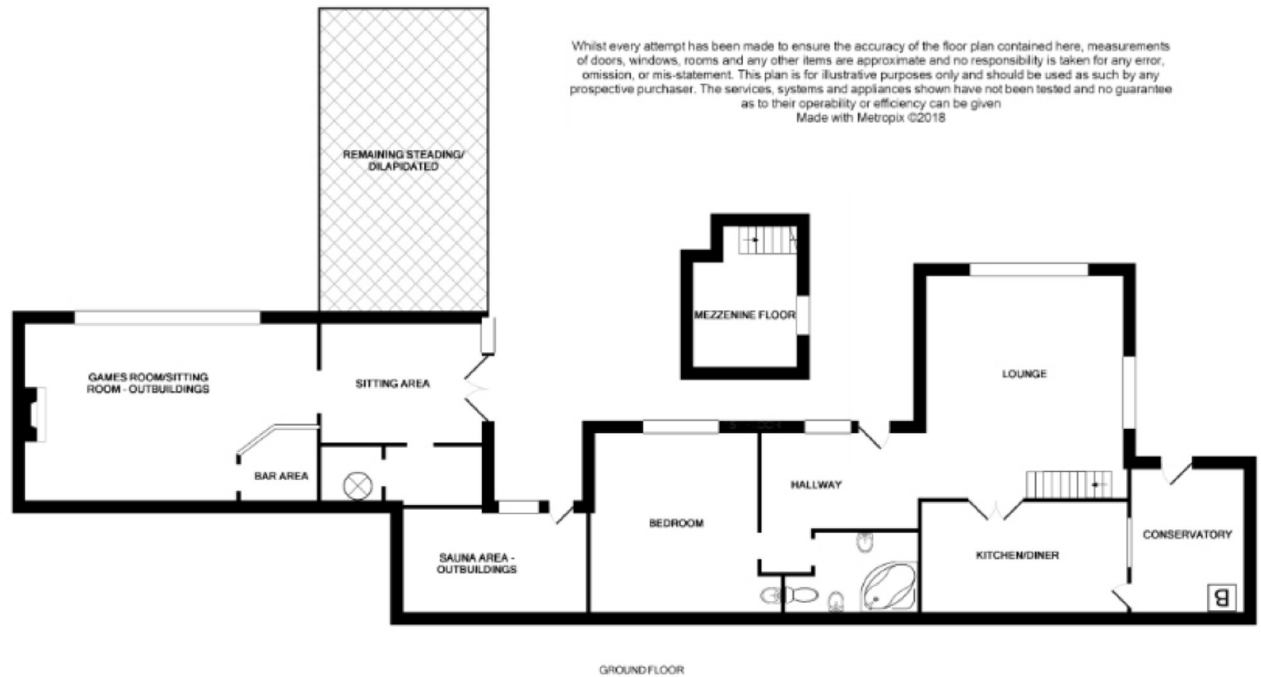 Whilst every attempt has been made to ensure the accuracy of the floor plan contained here, measurements
of doors, windows, rooms and any other items are approximate and no responsibility is taken for any error,
omission, or mis-statement. This plan is for illustrative purposes only and should be used as such by any
prospective purchaser. The services, systems and appliances shown have not been tested and no guarantee
as to their operability or efficiency can be given
Made with Metropix ©2018
REMAINING STEADING/
DILAPIDATED
MEZZENINE FLOOR
GAMES ROOM/SITTING
ROOM - OUTBUILDINGS
SITTING AREA
LOUNGE
BAR AREA
HALLWAY
BEDROOM
SAUNA AREA -
OUTBUILDINGS
KITCHEN/DINER
CONSERVATORY
B
GROUND FLOOR